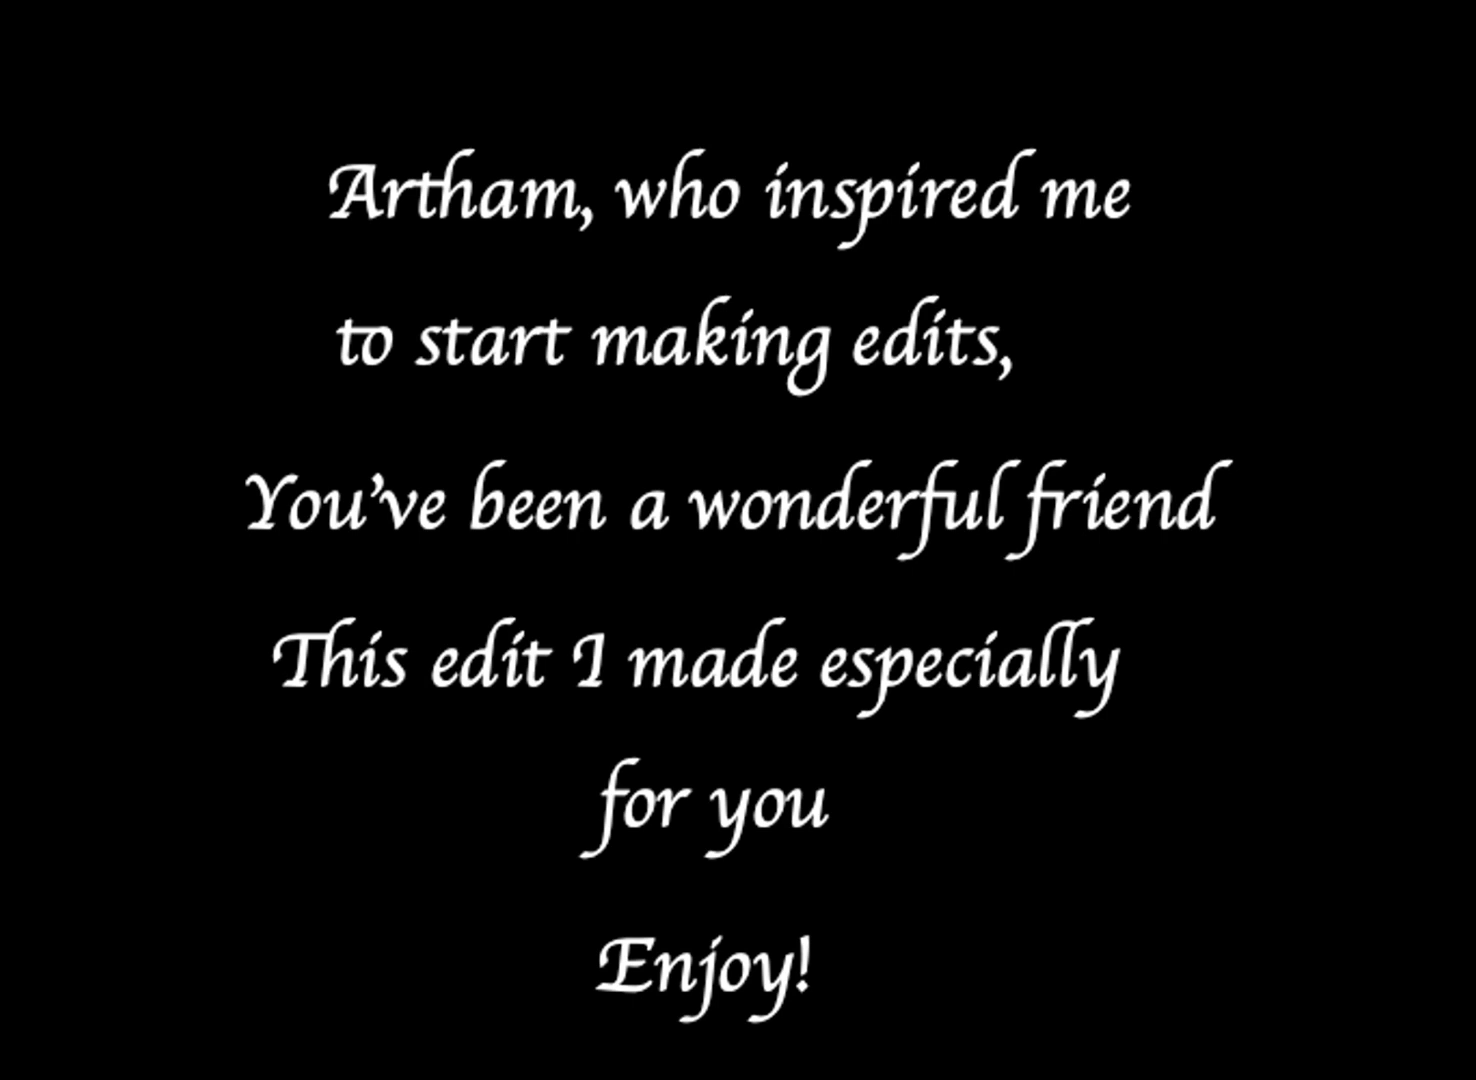 Artham, who inspired me
to start making edits,
You've been a wonderful friend
This edit I made especially
for you
Enjoy!